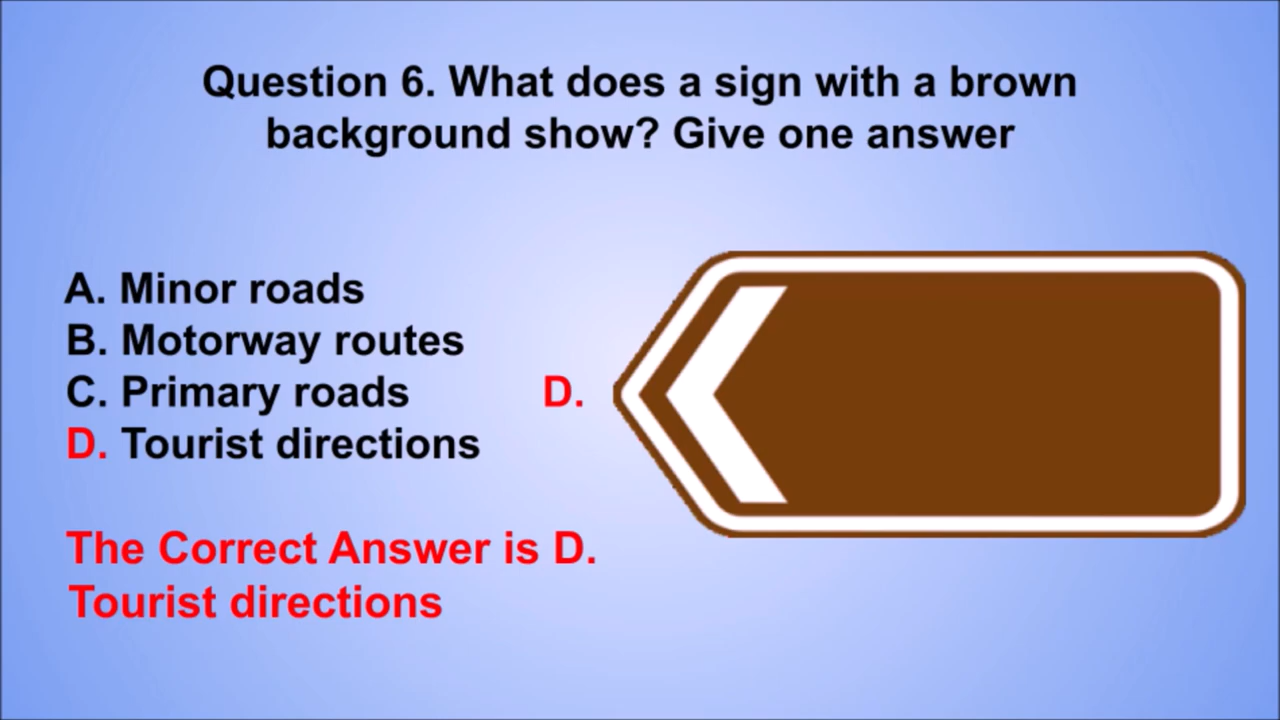 Question 6. What does a sign with a brown
background show? Give one answer
A. Minor roads
B. Motorway routes
C. Primary roads
D.
D. Tourist directions
The Correct Answer is D.
Tourist directions